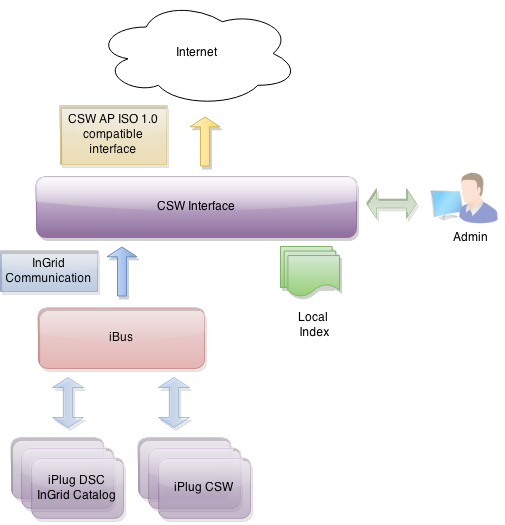 Internet
CSW AP ISO 1.0
compatible
interface
CSW Interface
Admin
InGrid
Communication
Local
Index
iBus
iPlug DSC
InGrid Catalog
iPlug CSW